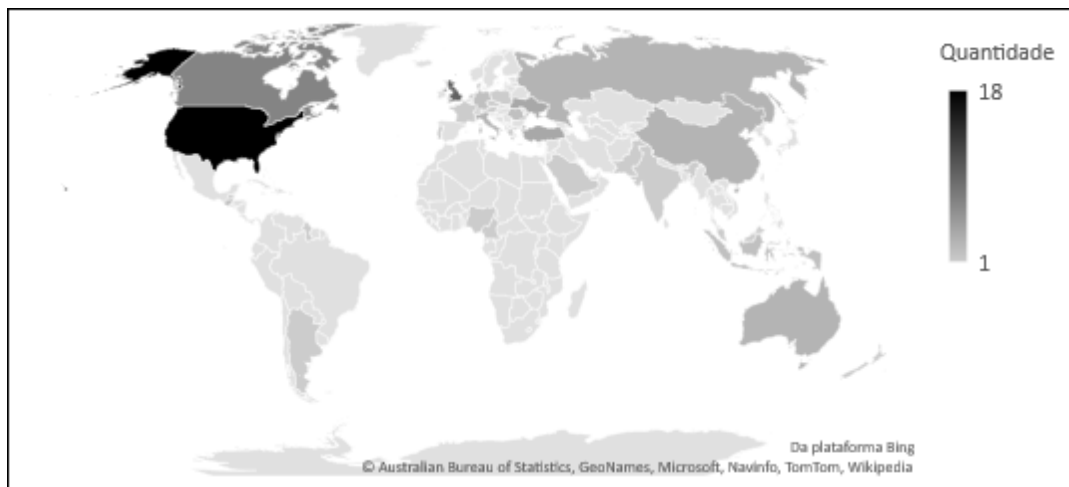 Quantidade
18
1
Da plataforma Bing
© Australian Bureau of Statistics, GeoNames, Microsoft, Navinfo, TomTom, Wikipedia